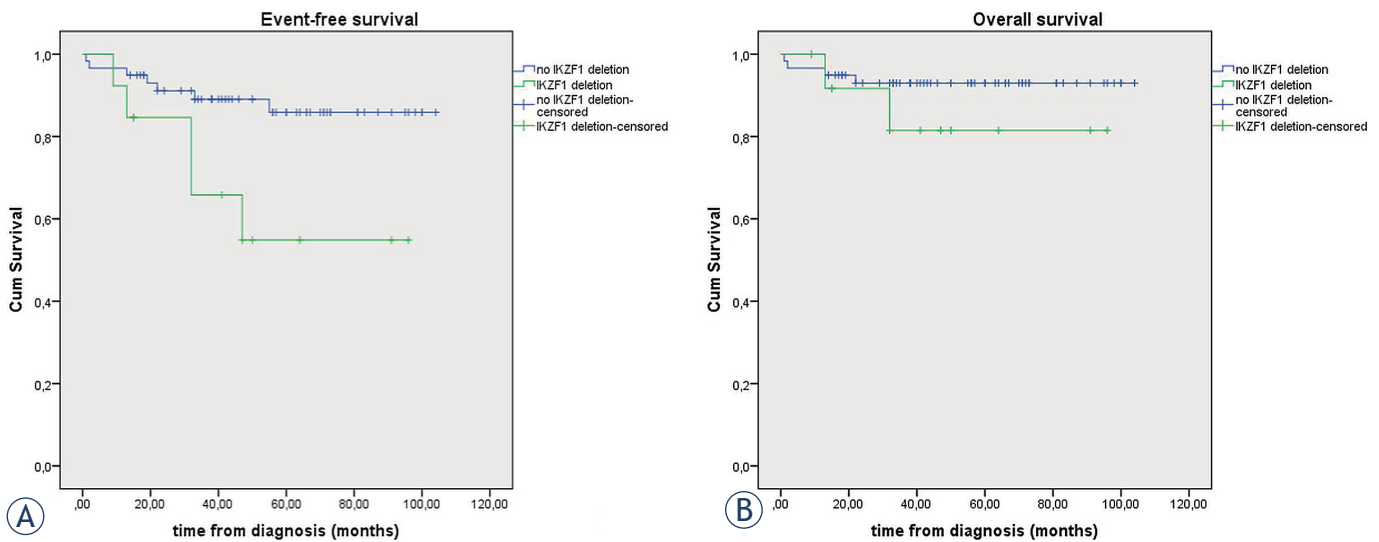 Event-free survival
1,0
0,8
0,6
0,4
0,2
0,0
Cum Survival
,00 20,00 40,00 60,00 80,00 100,00 120,00
time from diagnosis (months)
no IKZF1 deletion
IKZF1 deletion
no IKZF1 deletion-
censored
IKZF1 deletion-censored
A
Overall survival
1,0
0,8
0,6
0,4
0,2
0,0
Cum Survival
,00 20,00 40,00 60,00 80,00 100,00 120,00
time from diagnosis (months)
no IKZF1 deletion
IKZF1 deletion
no IKZF1 deletion-
censored
IKZF1 deletion-censored
B